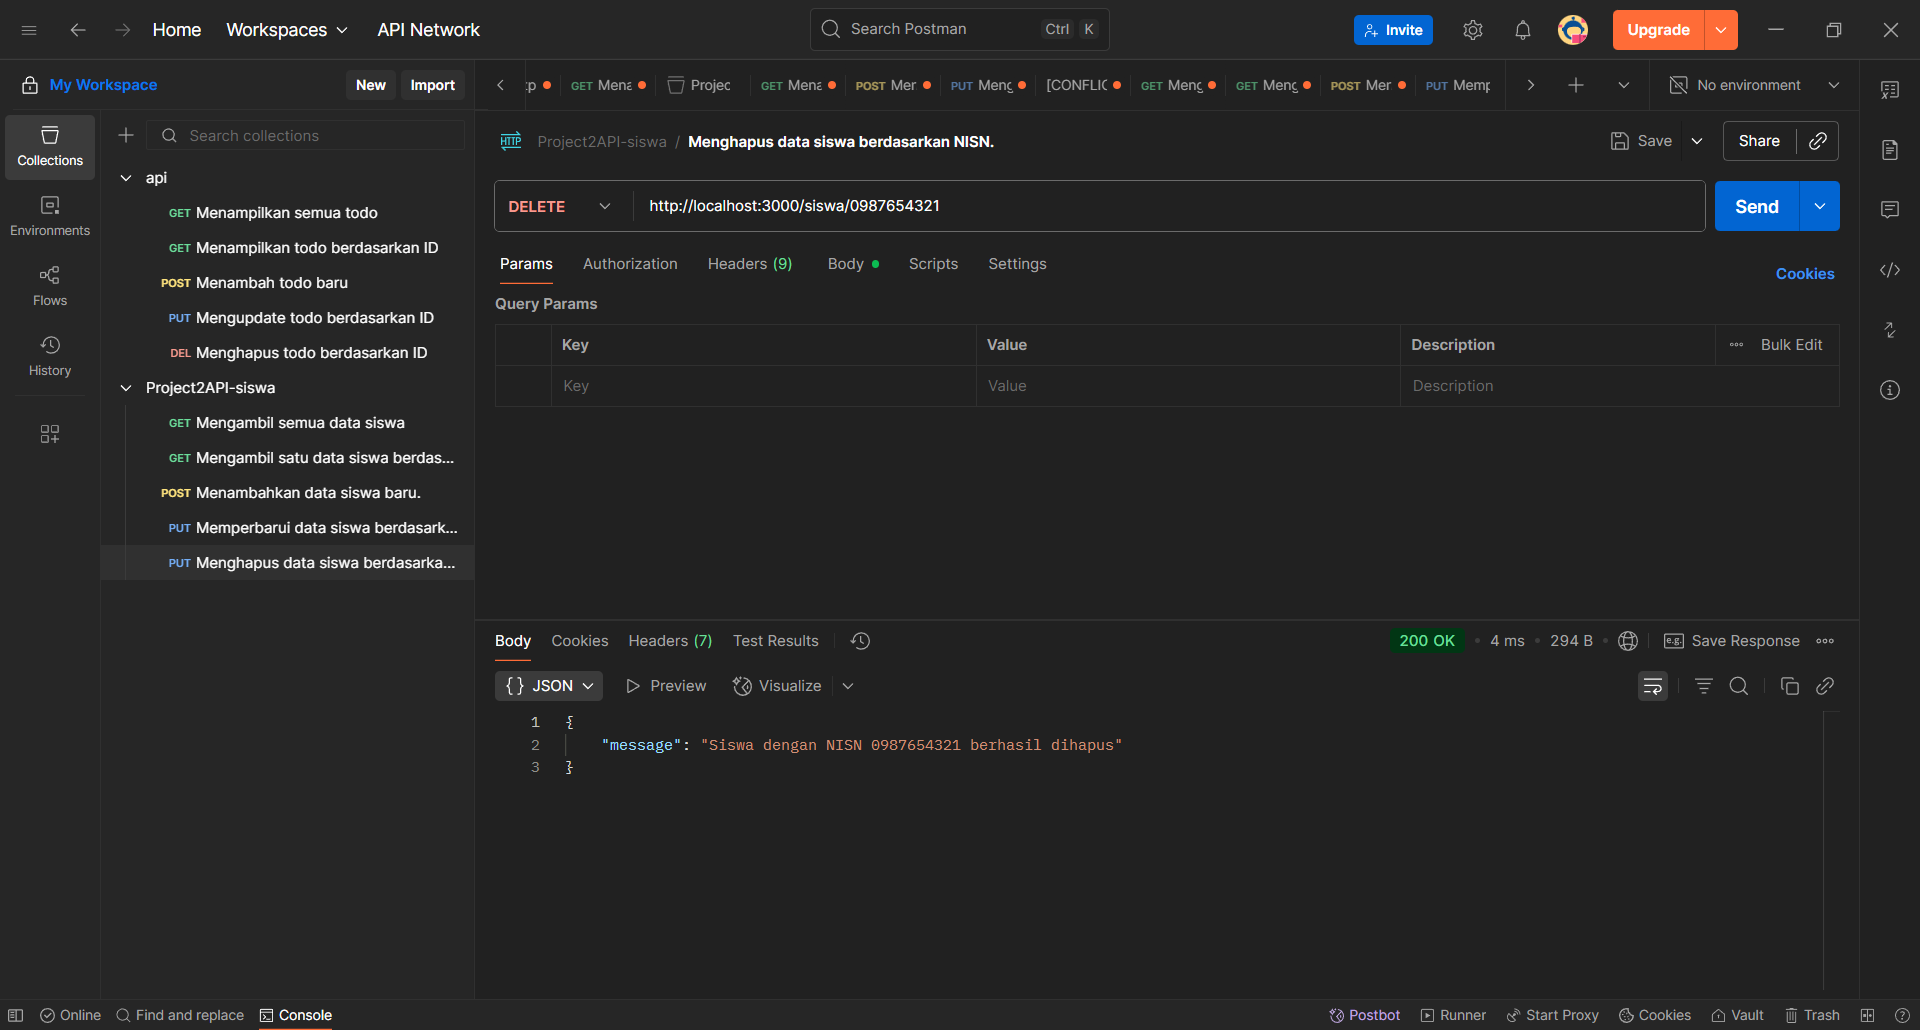 Home Workspaces API Network Search Postman Ctrl K Invite Upgrade
My Workspace New Import
GET Mena Projec GET Mena POST Mer PUT Meng [CONFLIC GET Meng GET Meng POST Mer PUT Memp No environment
Search collections
Collections
Environments
Flows
History
api
GET Menampilkan semua todo
GET Menampilkan todo berdasarkan ID
POST Menambah todo baru
PUT Mengupdate todo berdasarkan ID
DEL Menghapus todo berdasarkan ID
Project2API-siswa
GET Mengambil semua data siswa
GET Mengambil satu data siswa berdas...
POST Menambahkan data siswa baru.
PUT Memperbarui data siswa berdasark...
PUT Menghapus data siswa berdasarka...
HTTP Project2API-siswa / Menghapus data siswa berdasarkan NISN. Save Share
DELETE http://localhost:3000/siswa/0987654321 Send
Params Authorization Headers (9) Body Scripts Settings Cookies
Query Params
Key Value Description Bulk Edit
Key Value Description
Body Cookies Headers (7) Test Results 200 OK 4 ms 294 B e.g. Save Response
{} JSON Preview Visualize
1 {
2 "message": "Siswa dengan NISN 0987654321 berhasil dihapus"
3 }
Online Find and replace Console Postbot Runner Start Proxy Cookies Vault Trash